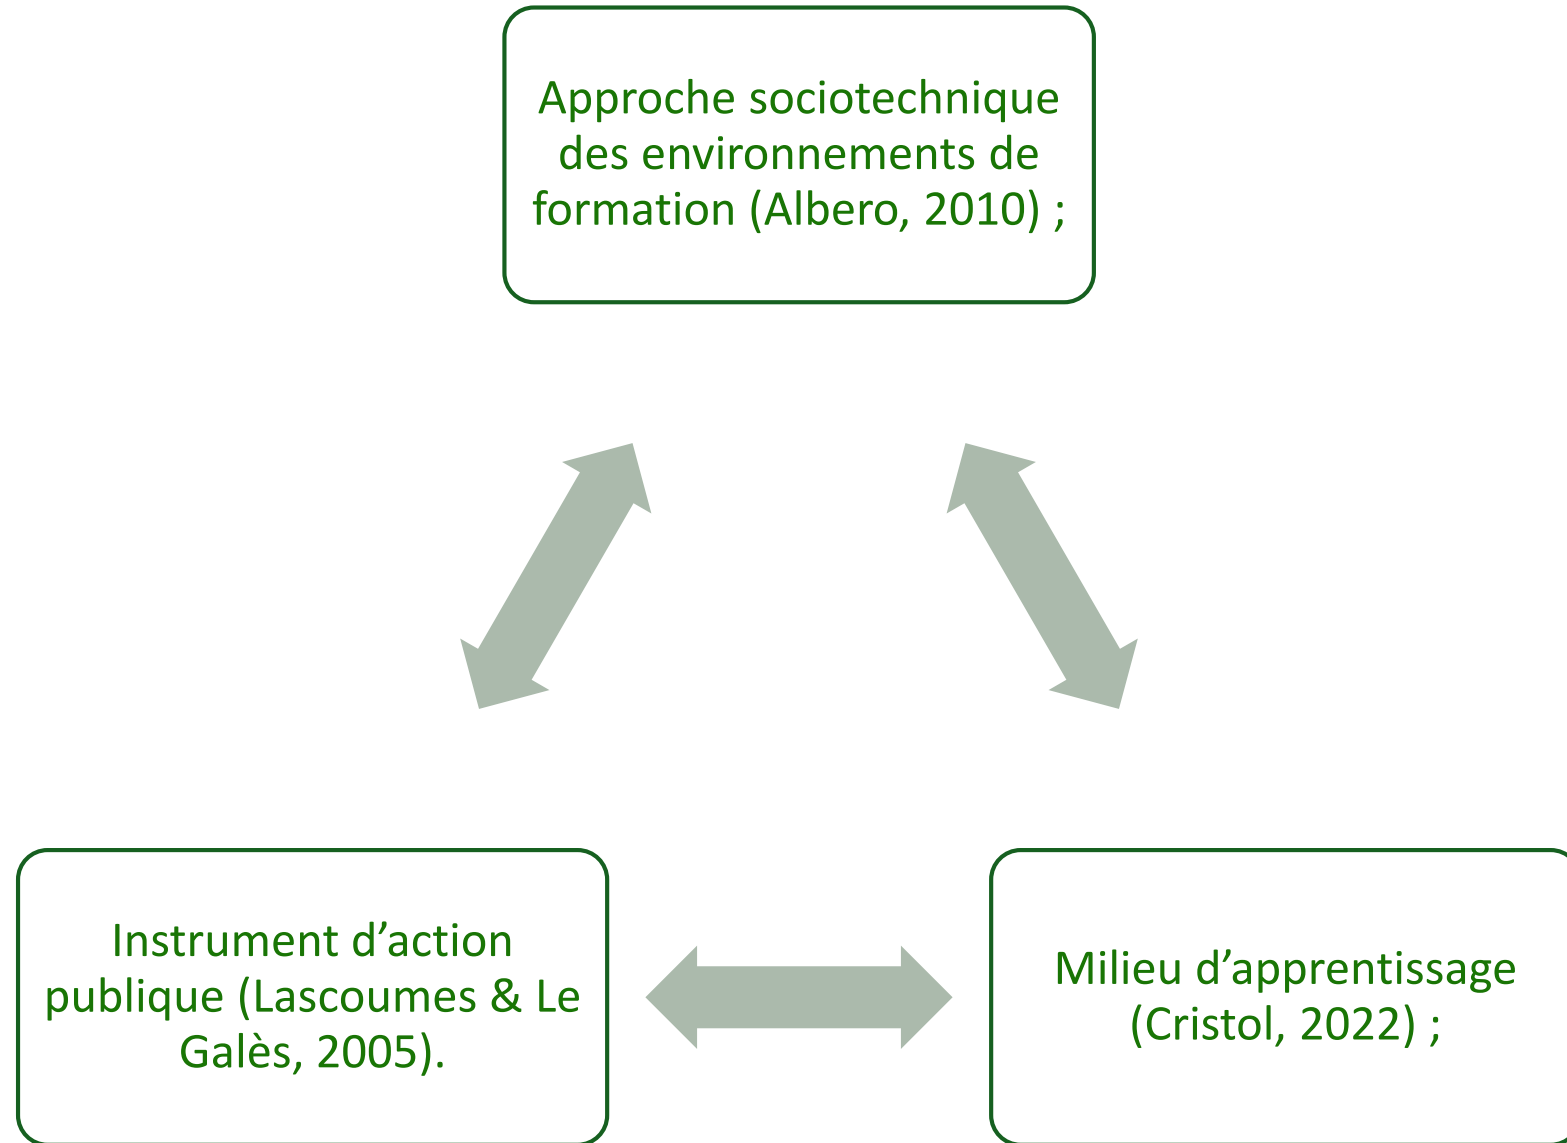 Approche sociotechnique
des environnements de
formation (Albero, 2010) ;
Instrument d’action
publique (Lascoumes & Le
Galès, 2005).
Milieu d’apprentissage
(Cristol, 2022) ;